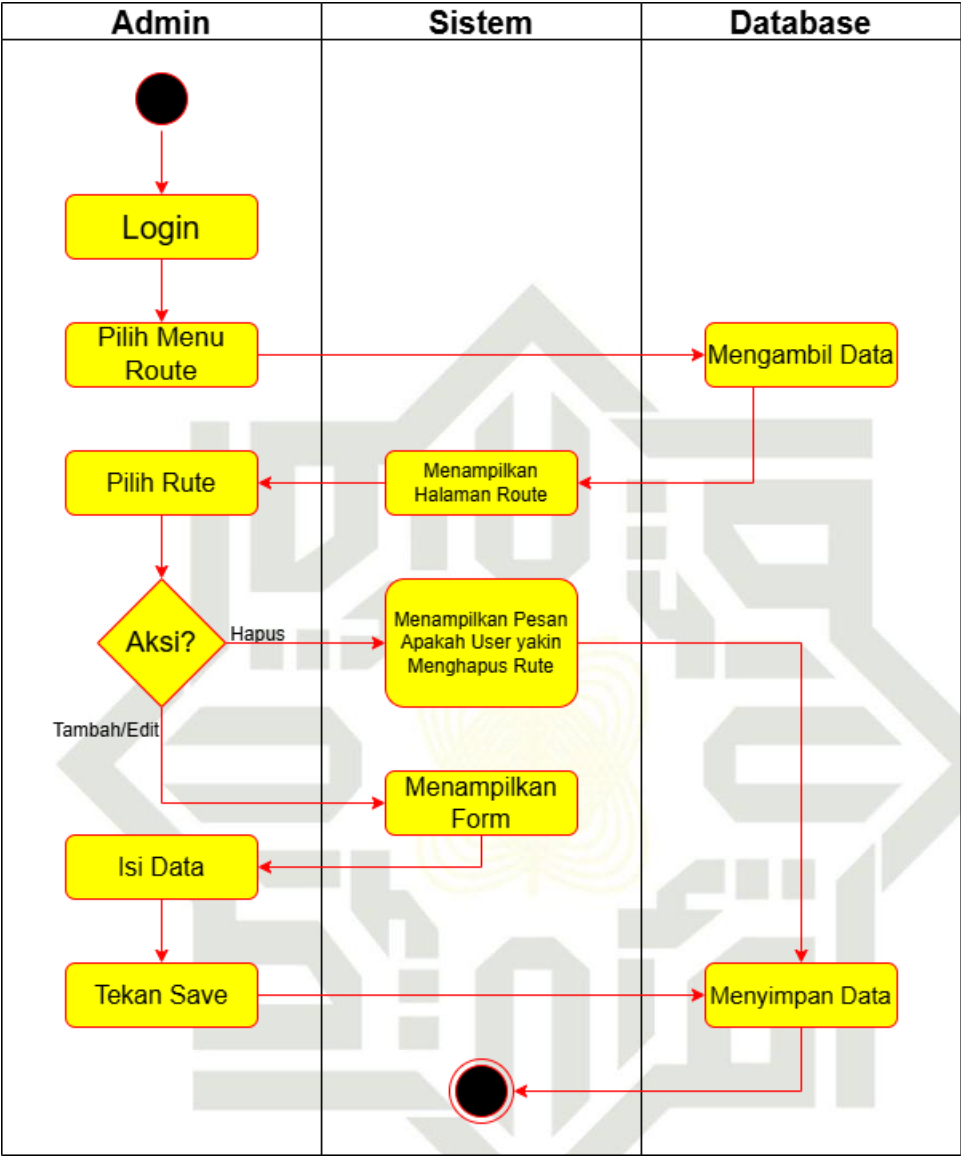 Admin
Sistem
Database
Login
Pilih Menu
Route
Mengambil Data
Pilih Rute
Menampilkan
Halaman Route
Aksi?
Hapus
Menampilkan Pesan
Apakah User yakin
Menghapus Rute
Tambah/Edit
Menampilkan
Form
Isi Data
Tekan Save
Menyimpan Data